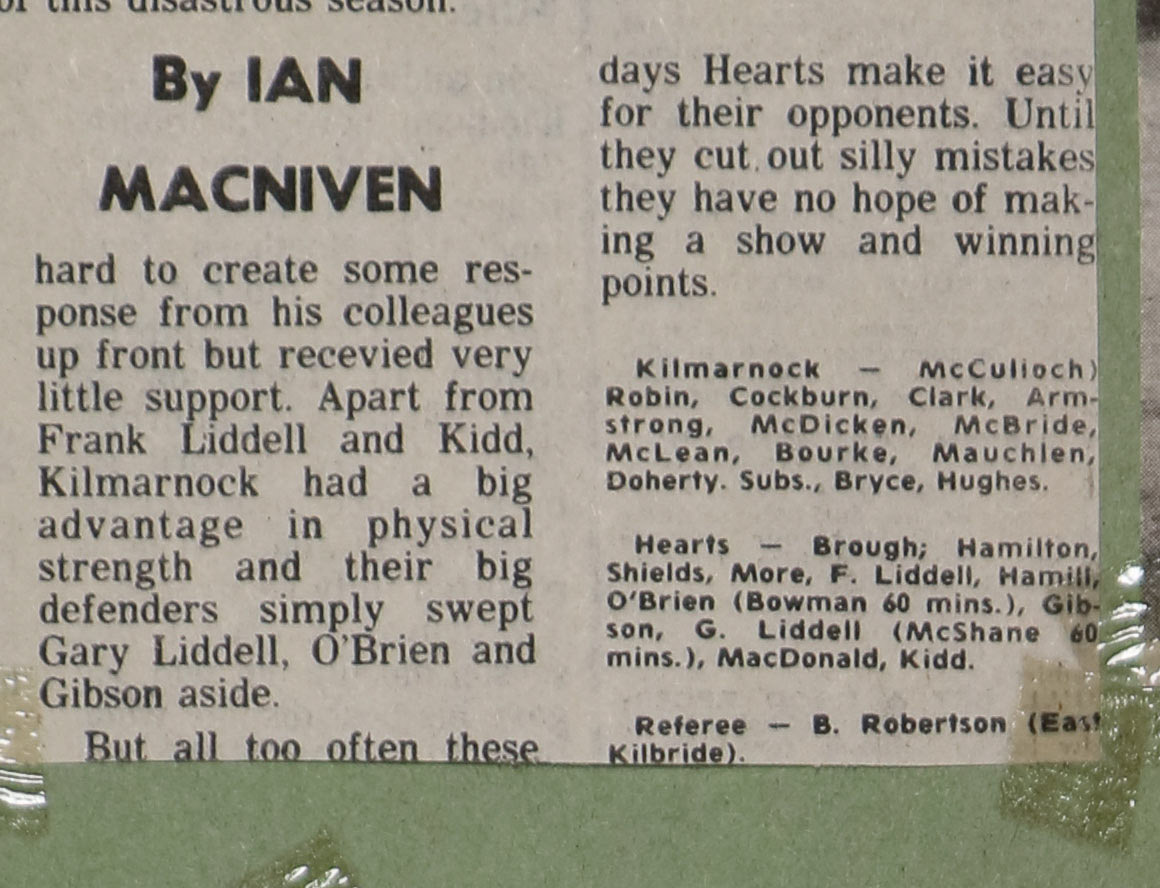 of this disastrous season.
By IAN
MACNIVEN
hard to create some res-
ponse from his colleagues
up front but recevied very
little support. Apart from
Frank Liddell and Kidd,
Kilmarnock had a big
advantage in physical
strength and their big
defenders simply swept
Gary Liddell, O'Brien and
Gibson aside.
But all too often these
days Hearts make it easy
for their opponents. Until
they cut out silly mistakes
they have no hope of mak-
ing a show and winning
points.
Kilmarnock — McCulloch)
Robin, Cockburn, Clark, Arm-
strong, McDicken, McBride,
McLean, Bourke, Mauchlen,
Doherty. Subs., Bryce, Hughes.
Hearts — Brough; Hamilton,
Shields, More, F. Liddell, Hamill,
O'Brien (Bowman 60 mins.), Gib-
son, G. Liddell (McShane 60
mins.), MacDonald, Kidd.
Referee — B. Robertson (East
Kilbride).